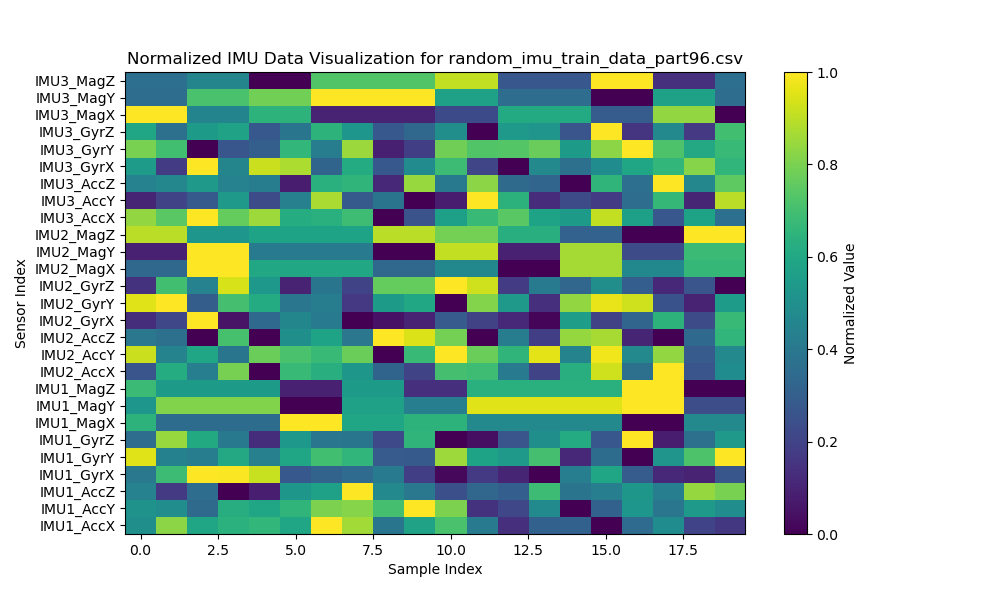 Normalized IMU Data Visualization for random_imu_train_data_part96.csv
Sensor Index
IMU3_MagZ
IMU3_MagY
IMU3_MagX
IMU3_GyrZ
IMU3_GyrY
IMU3_GyrX
IMU3_AccZ
IMU3_AccY
IMU3_AccX
IMU2_MagZ
IMU2_MagY
IMU2_MagX
IMU2_GyrZ
IMU2_GyrY
IMU2_GyrX
IMU2_AccZ
IMU2_AccY
IMU2_AccX
IMU1_MagZ
IMU1_MagY
IMU1_MagX
IMU1_GyrZ
IMU1_GyrY
IMU1_GyrX
IMU1_AccZ
IMU1_AccY
IMU1_AccX
0.0 2.5 5.0 7.5 10.0 12.5 15.0 17.5
Sample Index
1.0
0.8
0.6
0.4
0.2
0.0
Normalized Value